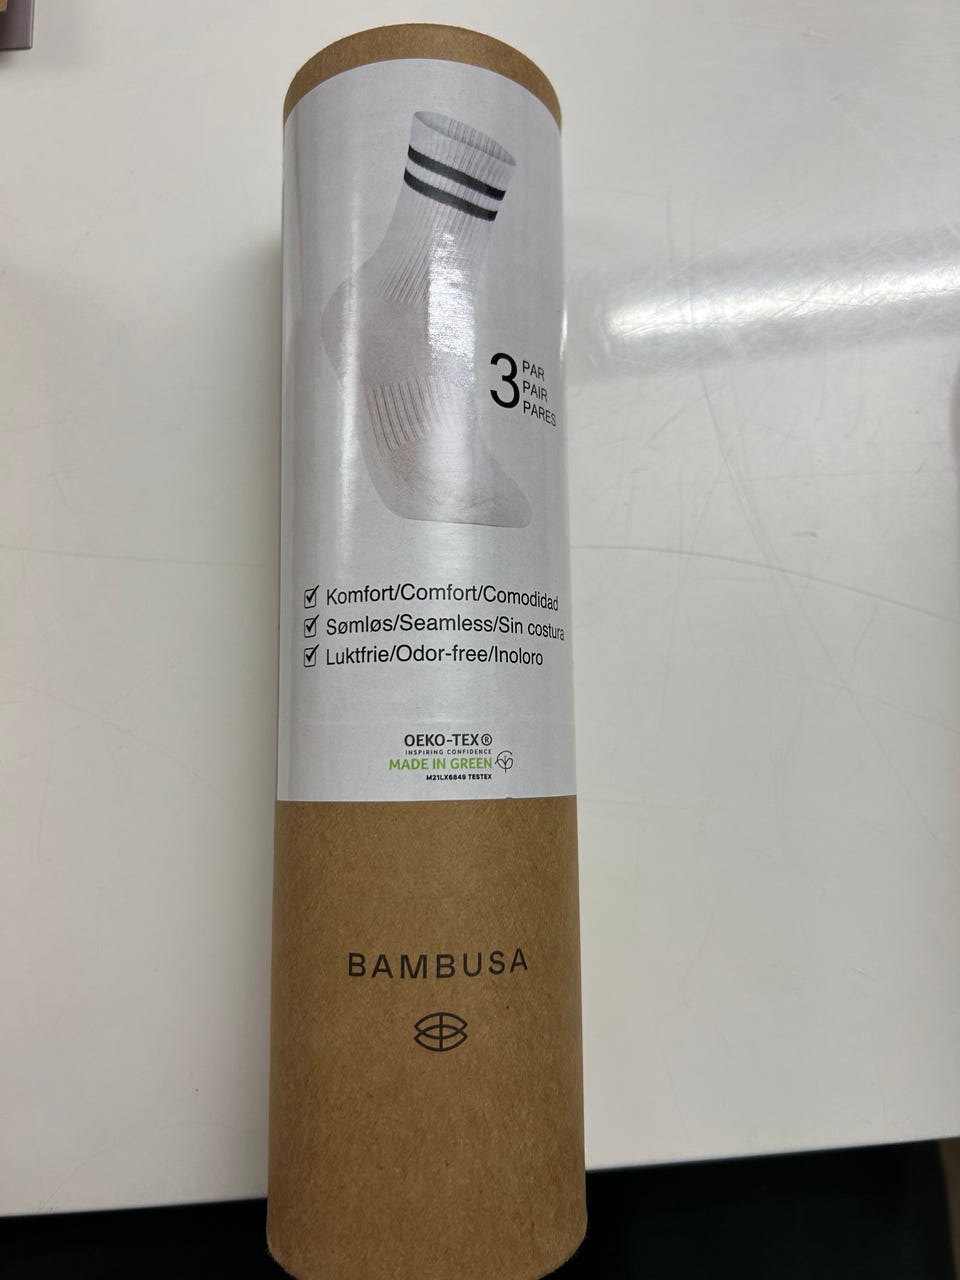 3 PAR
PAIR
PARES
Komfort/Comfort/Comodidad
Sømløs/Seamless/Sin costura
Luktfrie/Odor-free/Inoloro
OEKO-TEX®
INSPIRING CONFIDENCE
MADE IN GREEN
M21LX6849 TESTEX
BAMBUSA